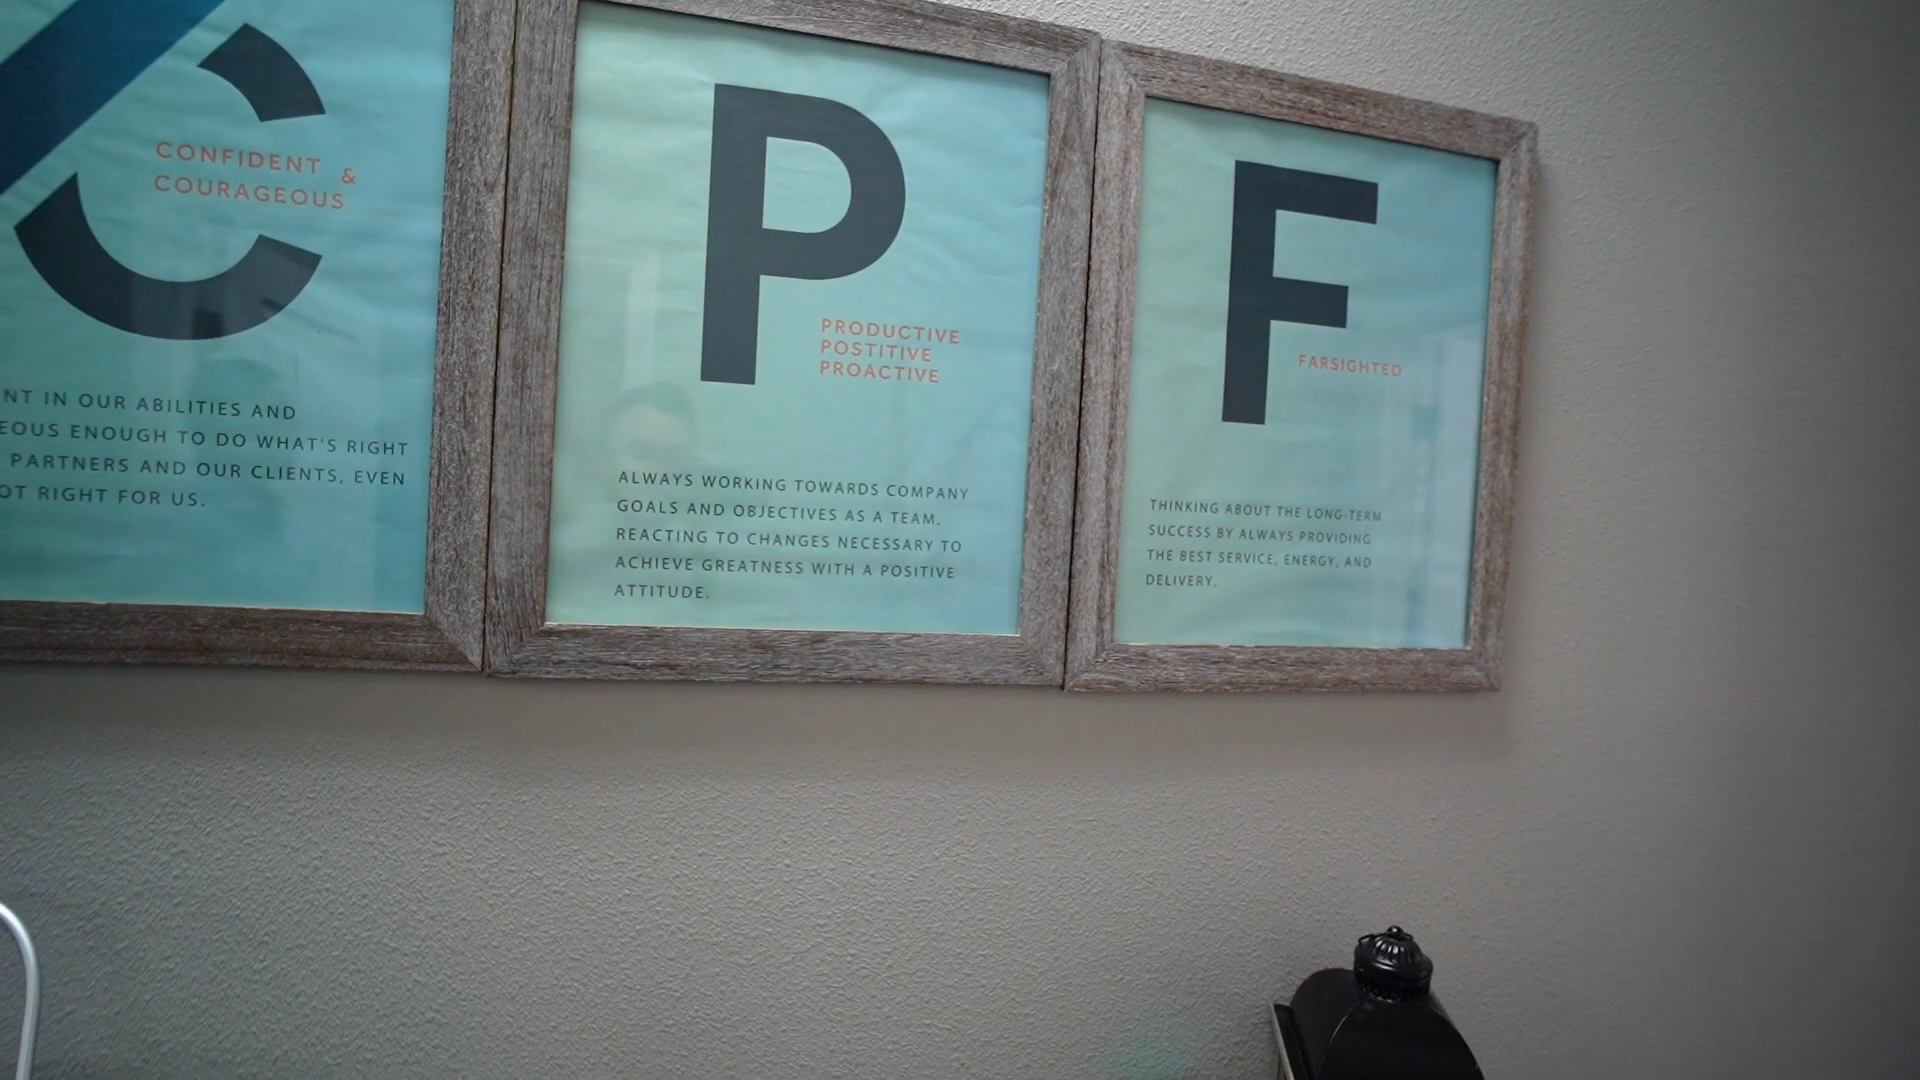 C
CONFIDENT &
COURAGEOUS
IN OUR ABILITIES AND
ENOUGH TO DO WHAT'S RIGHT
PARTNERS AND OUR CLIENTS, EVEN
RIGHT FOR US.
P
PRODUCTIVE
POSTITIVE
PROACTIVE
ALWAYS WORKING TOWARDS COMPANY
GOALS AND OBJECTIVES AS A TEAM.
REACTING TO CHANGES NECESSARY TO
ACHIEVE GREATNESS WITH A POSITIVE
ATTITUDE.
F
FARSIGHTED
THINKING ABOUT THE LONG-TERM
SUCCESS BY ALWAYS PROVIDING
THE BEST SERVICE, ENERGY, AND
DELIVERY.